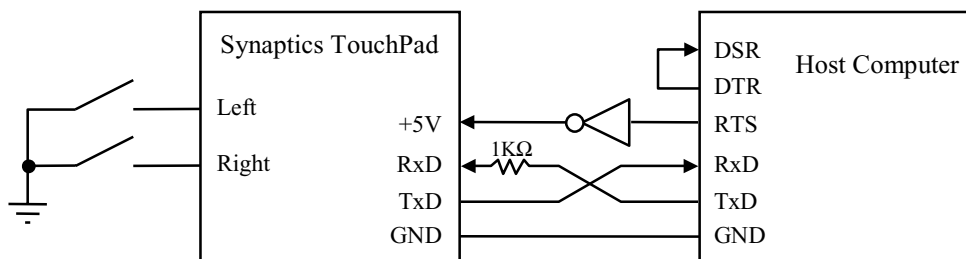 Synaptics TouchPad
Left
Right
+5V
RxD
TxD
GND
1KΩ
Host Computer
DSR
DTR
RTS
RxD
TxD
GND